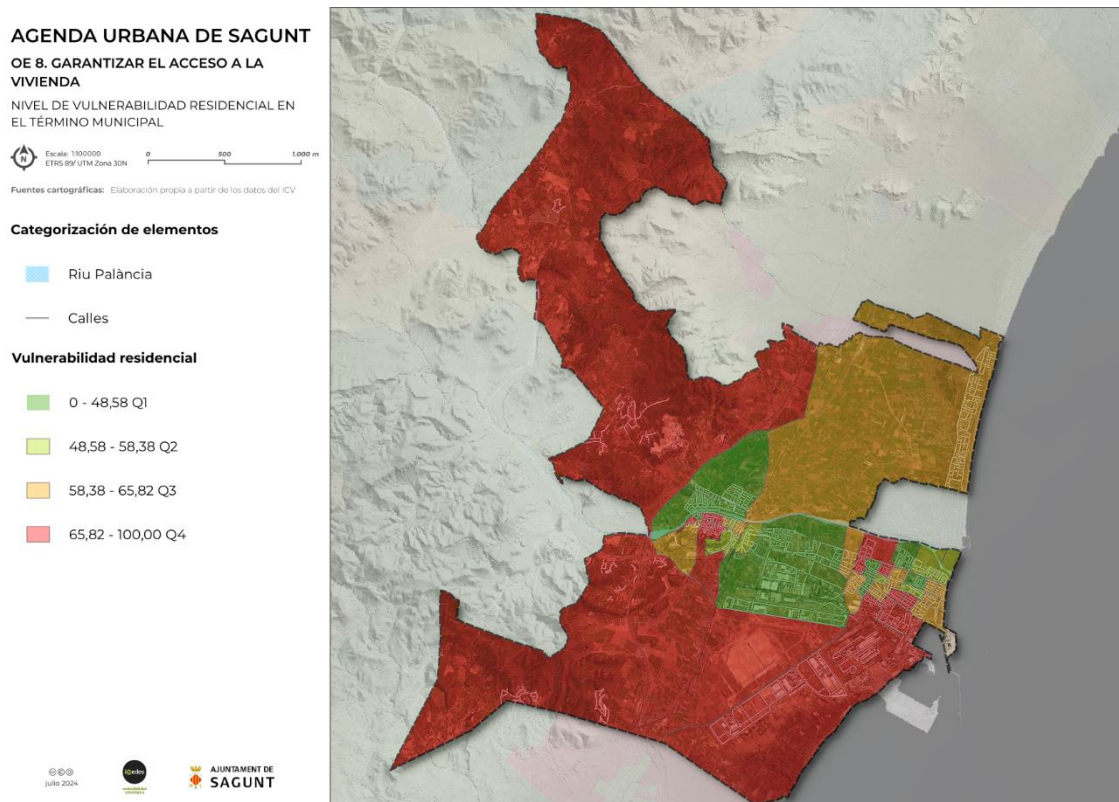 AGENDA URBANA DE SAGUNT
OE 8. GARANTIZAR EL ACCESO A LA
VIVIENDA
NIVEL DE VULNERABILIDAD RESIDENCIAL EN
EL TÉRMINO MUNICIPAL
N
Escala: 1:100000
ETRS 89/ UTM Zona 30N
0 500 1.000 m
Fuentes cartográficas: Elaboración propia a partir de los datos del ICV
Categorización de elementos
Riu Palància
Calles
Vulnerabilidad residencial
0 - 48,58 Q1
48,58 - 58,38 Q2
58,38 - 65,82 Q3
65,82 - 100,00 Q4
julio 2024
AJUNTAMENT DE
SAGUNT